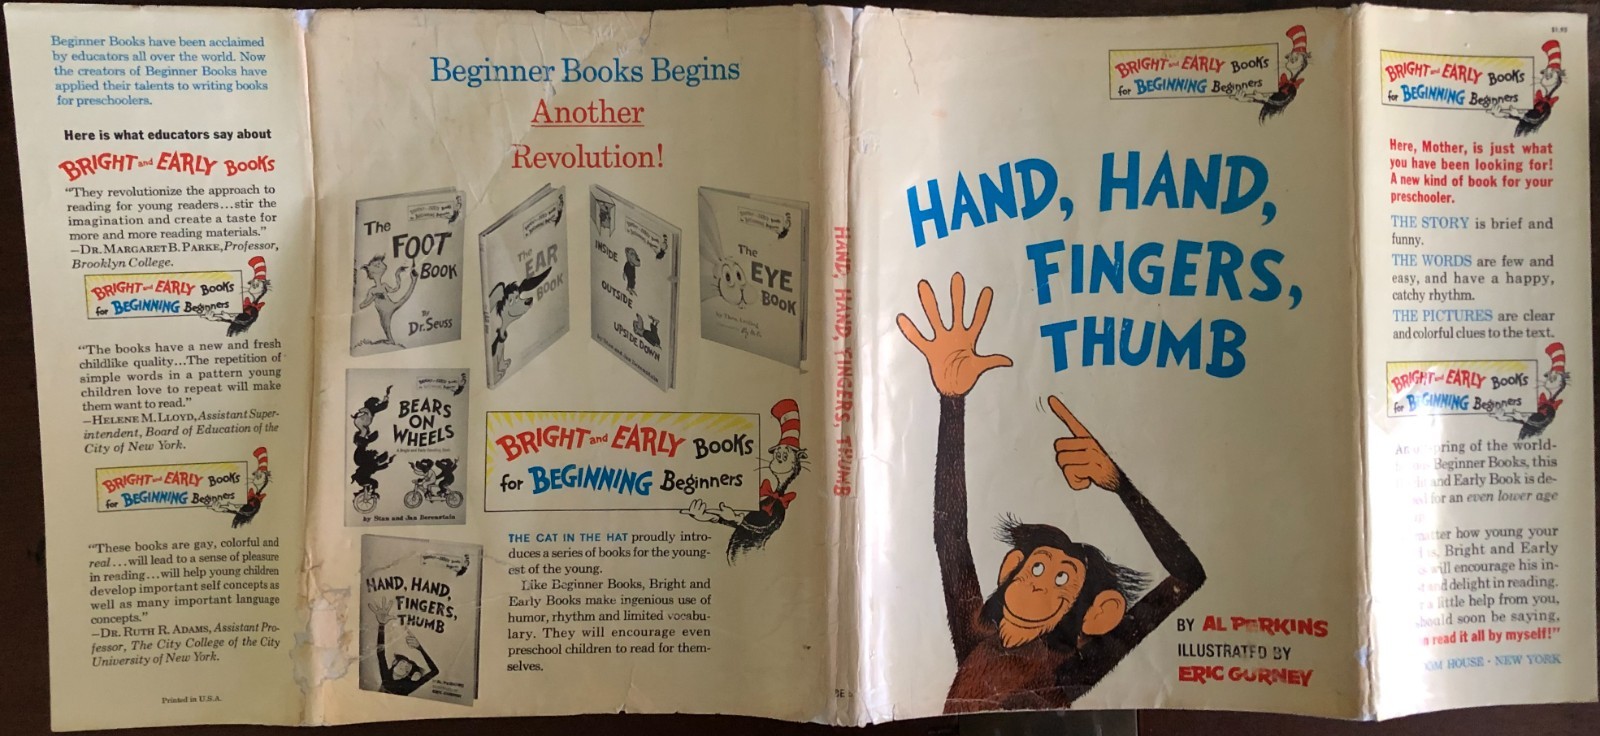 Beginner Books have been acclaimed
by educators all over the world. Now
the creators of Beginner Books have
applied their talents to writing books
for preschoolers.
Here is what educators say about
BRIGHT and EARLY BOOKS
"They revolutionize the approach to
reading for young readers...stir the
imagination and create a taste for
more and more reading materials."
—DR. MARGARET B. PARKE, Professor,
Brooklyn College.
BRIGHT and EARLY BOOKS
for BEGINNING Beginners
"The books have a new and fresh
childlike quality...The repetition of
simple words in a pattern young
children love to repeat will make
them want to read."
—HELENE M. LLOYD, Assistant Super-
intendent, Board of Education of the
City of New York.
BRIGHT and EARLY BOOKS
for BEGINNING Beginners
"These books are gay, colorful and
real...will lead to a sense of pleasure
in reading...will help young children
develop important self concepts as
well as many important language
concepts."
—DR. RUTH R. ADAMS, Assistant Pro-
fessor, The City College of the City
University of New York.
Printed in U.S.A.
Beginner Books Begins
Another
Revolution!
The
FOOT
BOOK
By
Dr. Seuss
The
EAR
BOOK
INSIDE
OUTSIDE
UPSIDE DOWN
by Stan and Jan Berenstain
The
EYE
BOOK
BEARS
ON
WHEELS
by Stan and Jan Berenstain
HAND, HAND,
FINGERS,
THUMB
BRIGHT and EARLY BOOKS
for BEGINNING Beginners
THE CAT IN THE HAT proudly intro-
duces a series of books for the young-
est of the young.
Like Beginner Books, Bright and
Early Books make ingenious use of
humor, rhythm and limited vocabu-
lary. They will encourage even
preschool children to read for them-
selves.
HAND, HAND, FINGERS, THUMB
BRIGHT and EARLY BOOKS
for BEGINNING Beginners
HAND, HAND,
FINGERS,
THUMB
BY AL PERKINS
ILLUSTRATED BY
ERIC GURNEY
$1.95
BRIGHT and EARLY BOOKS
for BEGINNING Beginners
Here, Mother, is just what
you have been looking for!
A new kind of book for your
preschooler.
THE STORY is brief and
funny.
THE WORDS are few and
easy, and have a happy,
catchy rhythm.
THE PICTURES are clear
and colorful clues to the text.
BRIGHT and EARLY BOOKS
for BEGINNING Beginners
of the world-
Beginner Books, this
and Early Book is de-
for an even lower age
how young your
Bright and Early
will encourage his in-
and delight in reading.
little help from you,
should soon be saying,
read it all by myself!"
HOUSE · NEW YORK